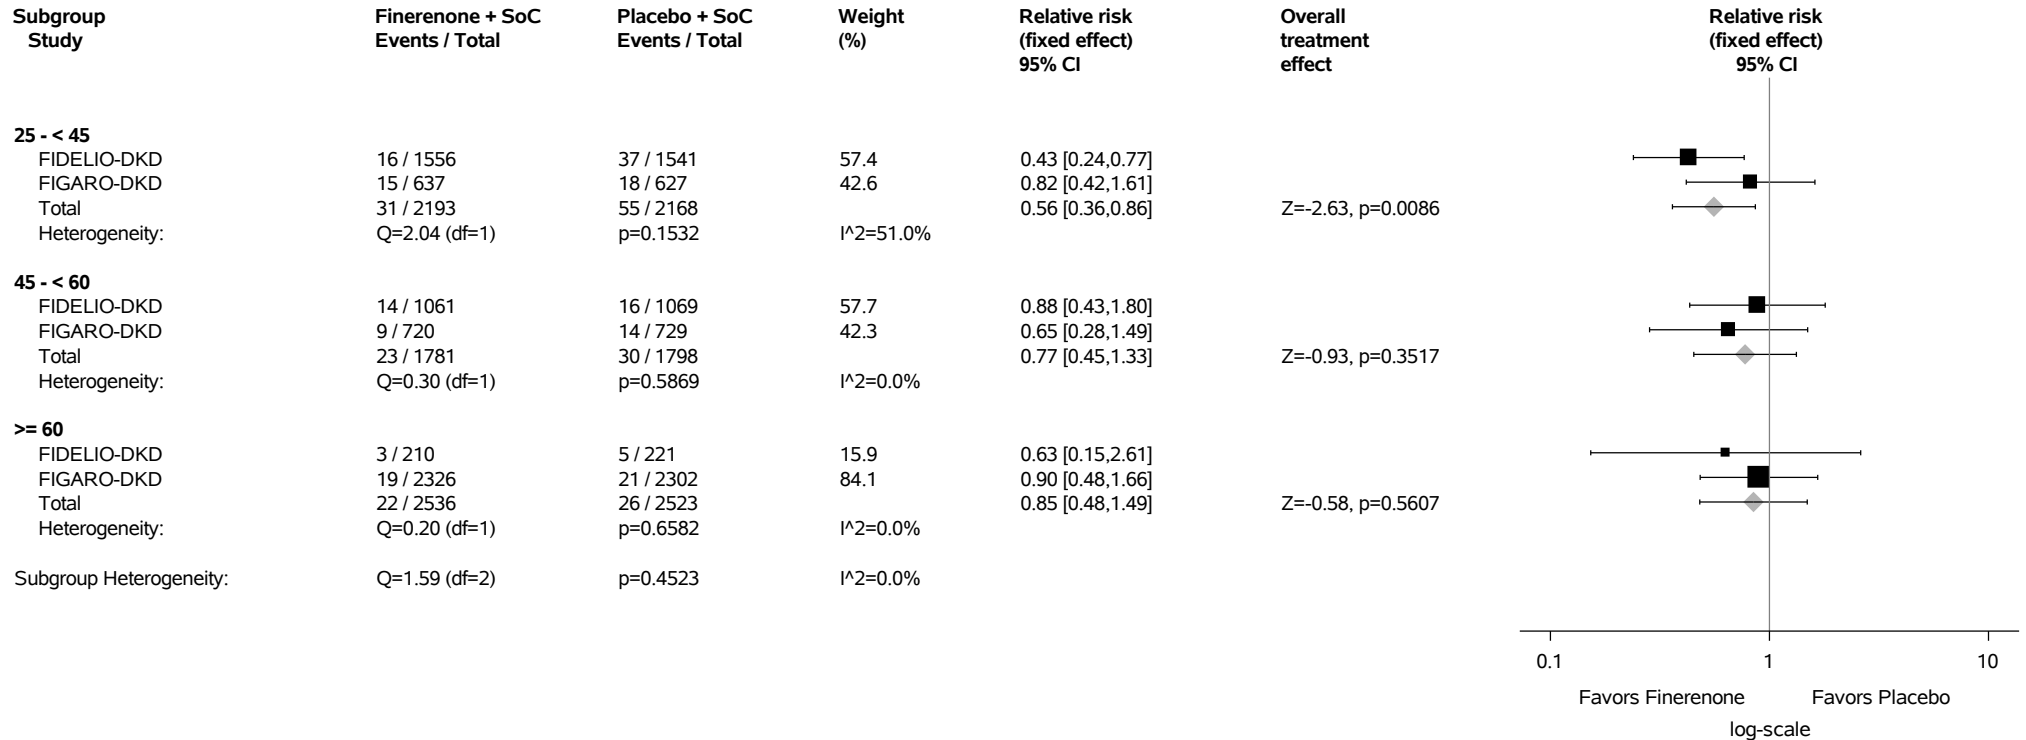 Subgroup Finerenone + SoC Placebo + SoC Weight Relative risk Overall Relative risk
Study Events / Total Events / Total (%) (fixed effect) treatment (fixed effect)
95% CI effect 95% CI
25 - < 45
FIDELIO-DKD 16 / 1556 37 / 1541 57.4 0.43 [0.24,0.77]
FIGARO-DKD 15 / 637 18 / 627 42.6 0.82 [0.42,1.61]
Total 31 / 2193 55 / 2168 0.56 [0.36,0.86] Z=-2.63, p=0.0086
Heterogeneity: Q=2.04 (df=1) p=0.1532 I^2=51.0%
45 - < 60
FIDELIO-DKD 14 / 1061 16 / 1069 57.7 0.88 [0.43,1.80]
FIGARO-DKD 9 / 720 14 / 729 42.3 0.65 [0.28,1.49]
Total 23 / 1781 30 / 1798 0.77 [0.45,1.33] Z=-0.93, p=0.3517
Heterogeneity: Q=0.30 (df=1) p=0.5869 I^2=0.0%
>= 60
FIDELIO-DKD 3 / 210 5 / 221 15.9 0.63 [0.15,2.61]
FIGARO-DKD 19 / 2326 21 / 2302 84.1 0.90 [0.48,1.66]
Total 22 / 2536 26 / 2523 0.85 [0.48,1.49] Z=-0.58, p=0.5607
Heterogeneity: Q=0.20 (df=1) p=0.6582 I^2=0.0%
Subgroup Heterogeneity: Q=1.59 (df=2) p=0.4523 I^2=0.0%
0.1 1 10
Favors Finerenone Favors Placebo
log-scale